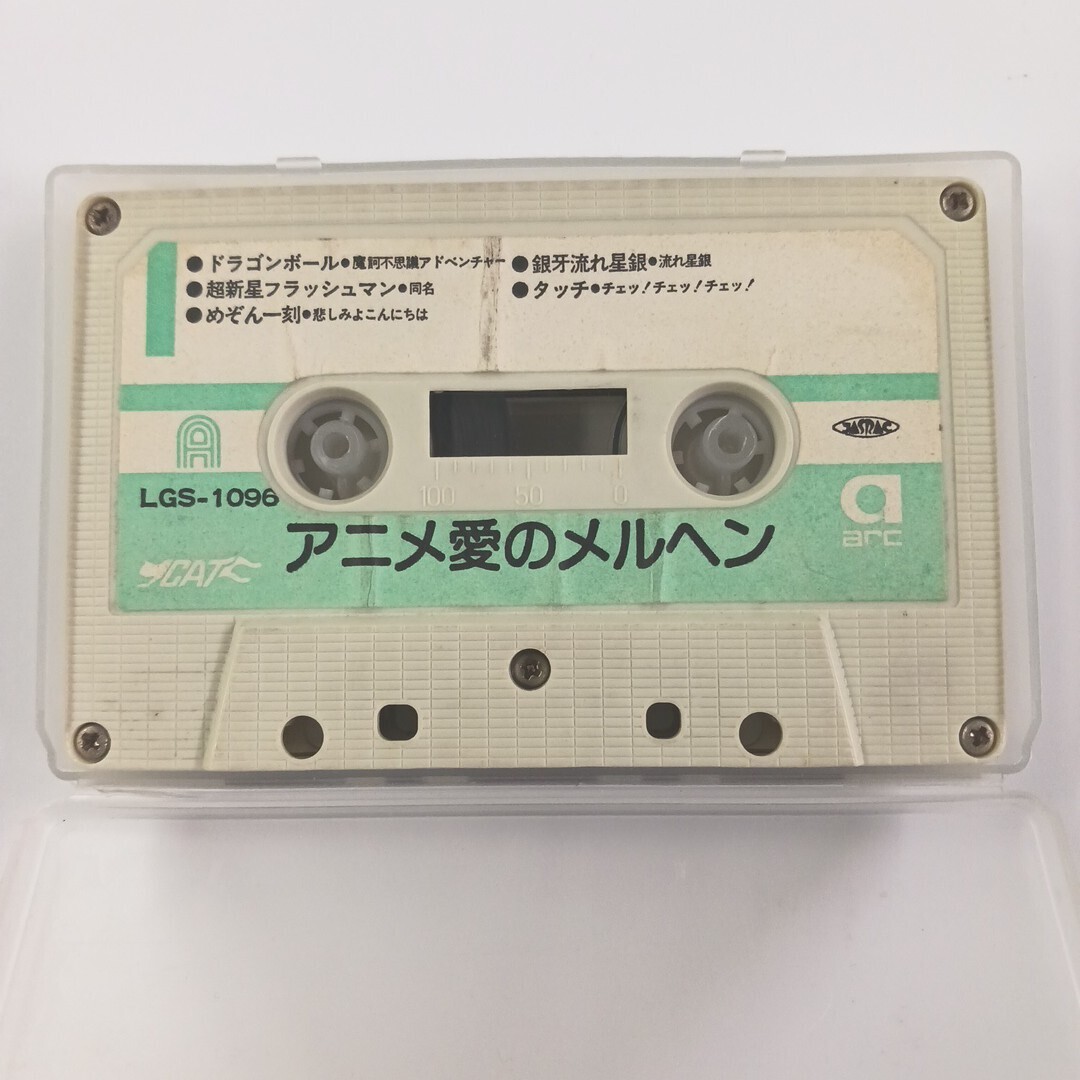 ●ドラゴンボール●魔訶不思議アドベンチャー
●超新星フラッシュマン●同名
●めぞん一刻●悲しみよこんにちは
●銀牙流れ星銀●流れ星銀
●タッチ●チェッ!チェッ!チェッ!
JASRAC
A
LGS-1096
a
arc
100 50 0
アニメ愛のメルヘン
CAT